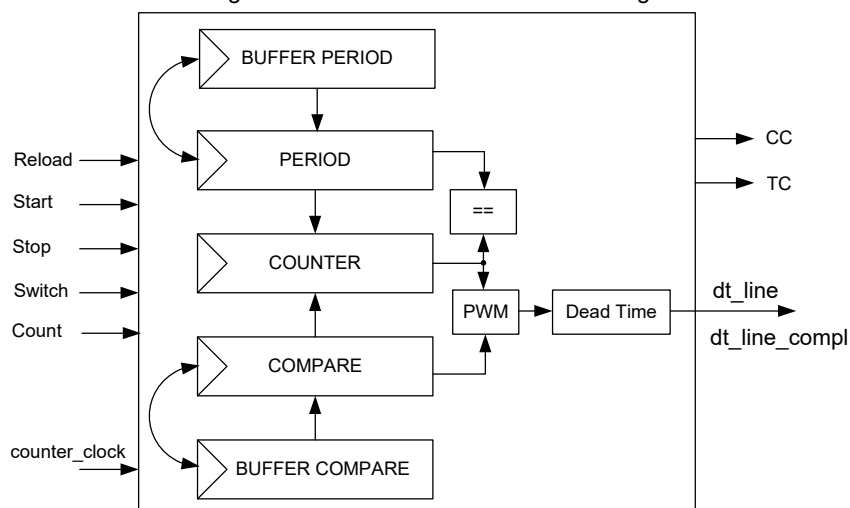 BUFFER PERIOD
PERIOD
==
COUNTER
PWM
Dead Time
COMPARE
BUFFER COMPARE
Reload
Start
Stop
Switch
Count
counter_clock
CC
TC
dt_line
dt_line_compl